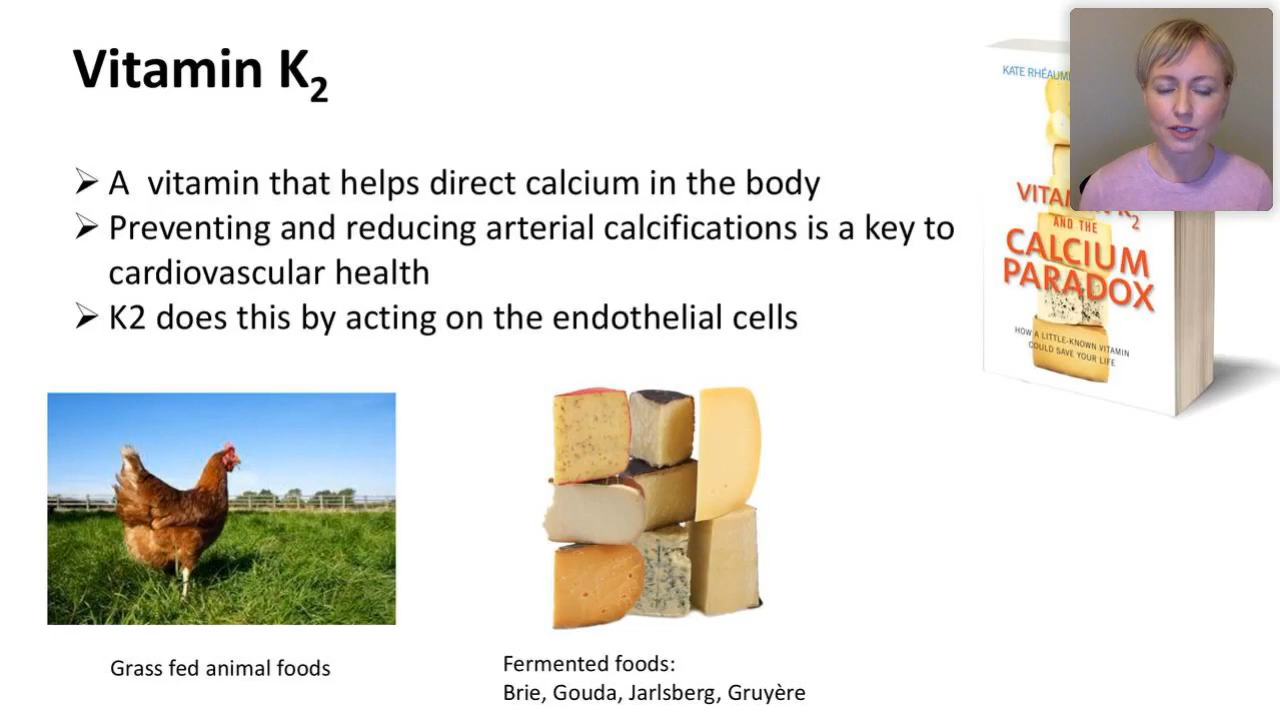 Vitamin K₂
➢ A vitamin that helps direct calcium in the body
➢ Preventing and reducing arterial calcifications is a key to
cardiovascular health
➢ K2 does this by acting on the endothelial cells
KATE
AND THE
CALCIUM
PARADOX
HOW A LITTLE-KNOWN VITAMIN
COULD SAVE YOUR LIFE
Grass fed animal foods
Fermented foods:
Brie, Gouda, Jarlsberg, Gruyère